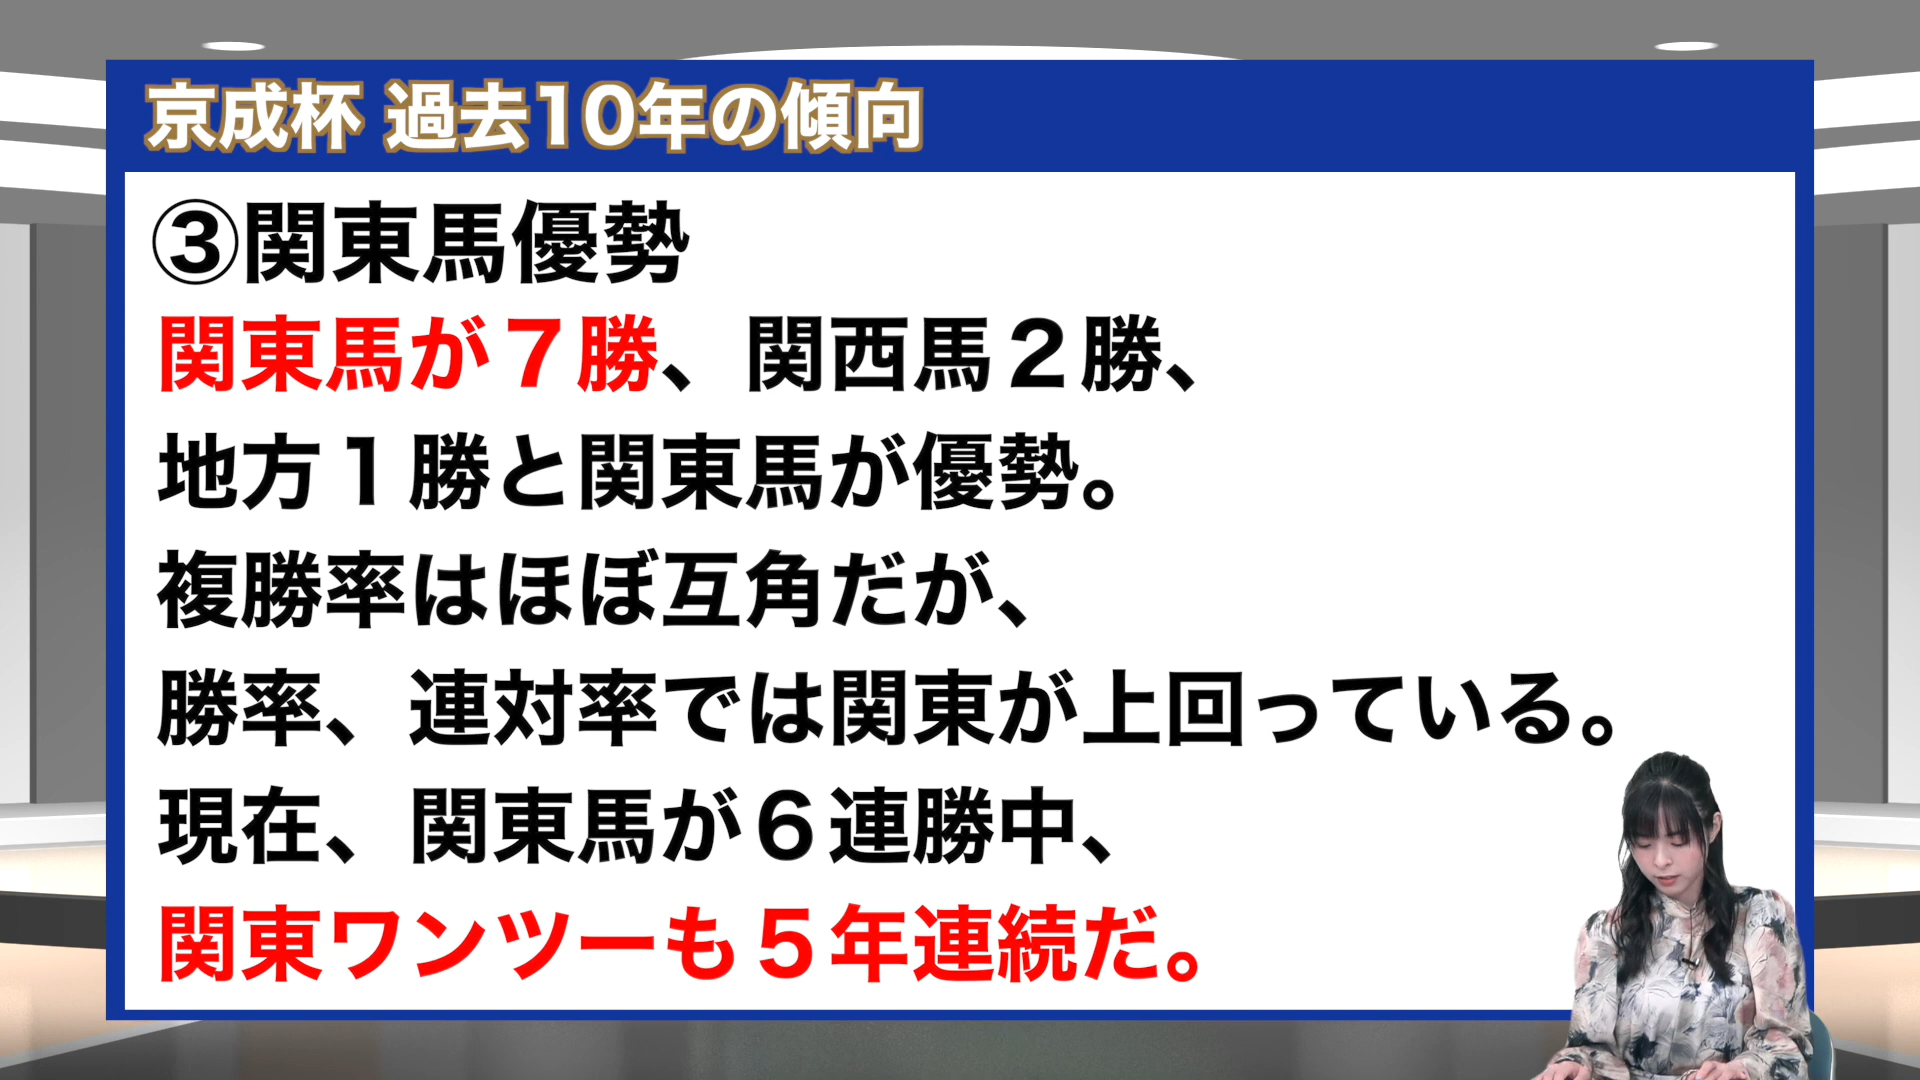 京成杯 過去10年の傾向
③関東馬優勢
関東馬が７勝、関西馬２勝、
地方１勝と関東馬が優勢。
複勝率はほぼ互角だが、
勝率、連対率では関東が上回っている。
現在、関東馬が６連勝中、
関東ワンツーも５年連続だ。